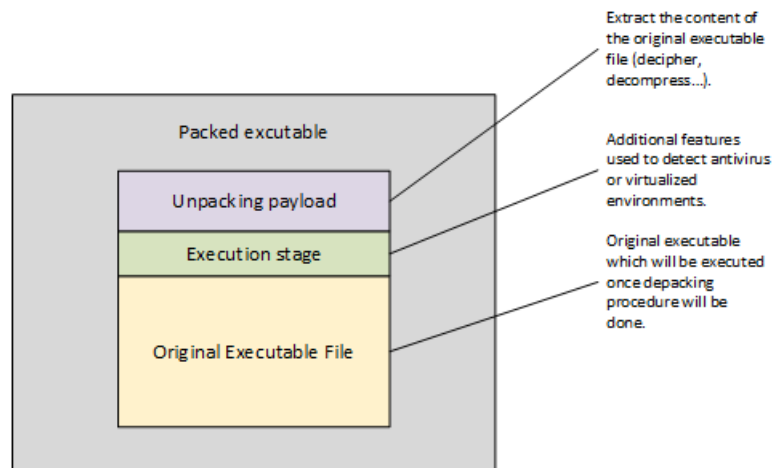 Extract the content of
the original executable
file (decipher,
decompress...).
Packed excutable
Additional features
used to detect antivirus
or virtualized
environments.
Unpacking payload
Execution stage
Original executable
which will be executed
once depacking
procedure will be
done.
Original Executable File